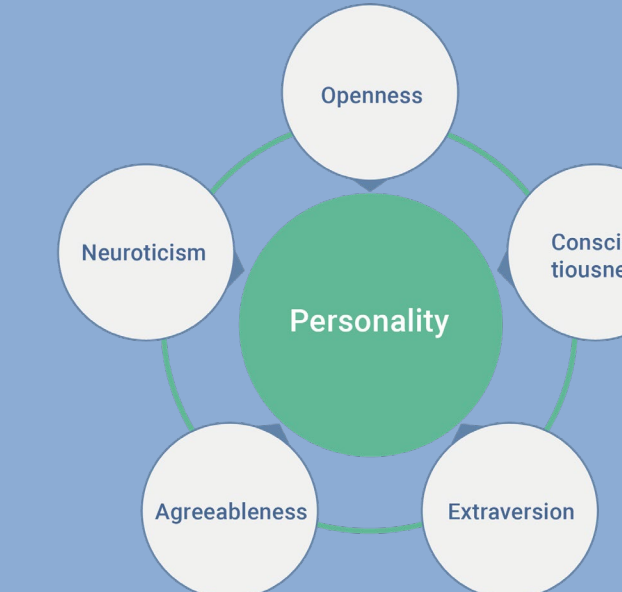 Openness
Neuroticism
Consci
tiousne
Personality
Agreeableness
Extraversion